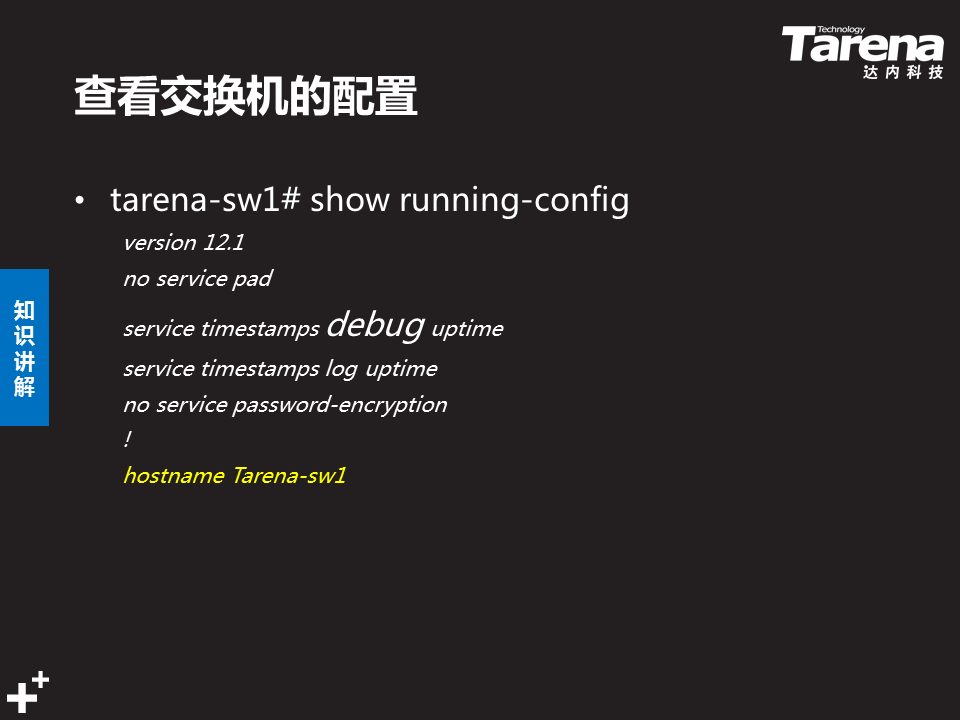 Technology
Tarena
达内科技
查看交换机的配置
• tarena-sw1# show running-config
version 12.1
no service pad
service timestamps debug uptime
service timestamps log uptime
no service password-encryption
!
hostname Tarena-sw1
知
识
讲
解